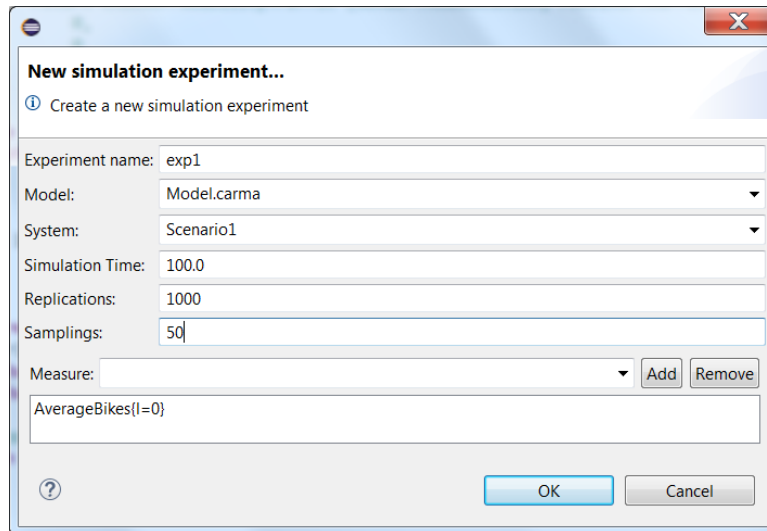 New simulation experiment...
Create a new simulation experiment
Experiment name: exp1
Model: Model.carma
System: Scenario1
Simulation Time: 100.0
Replications: 1000
Samplings: 50
Measure: Add Remove
AverageBikes{l=0}
OK Cancel